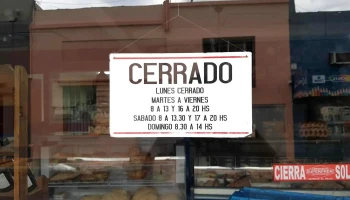 CERRADO
LUNES CERRADO
MARTES A VIERNES
8 A 13 Y 16 A 20 HS
SABADO 8 A 13.30 Y 17 A 20 HS
DOMINGO 8.30 A 14 HS
CIERRA
SOL